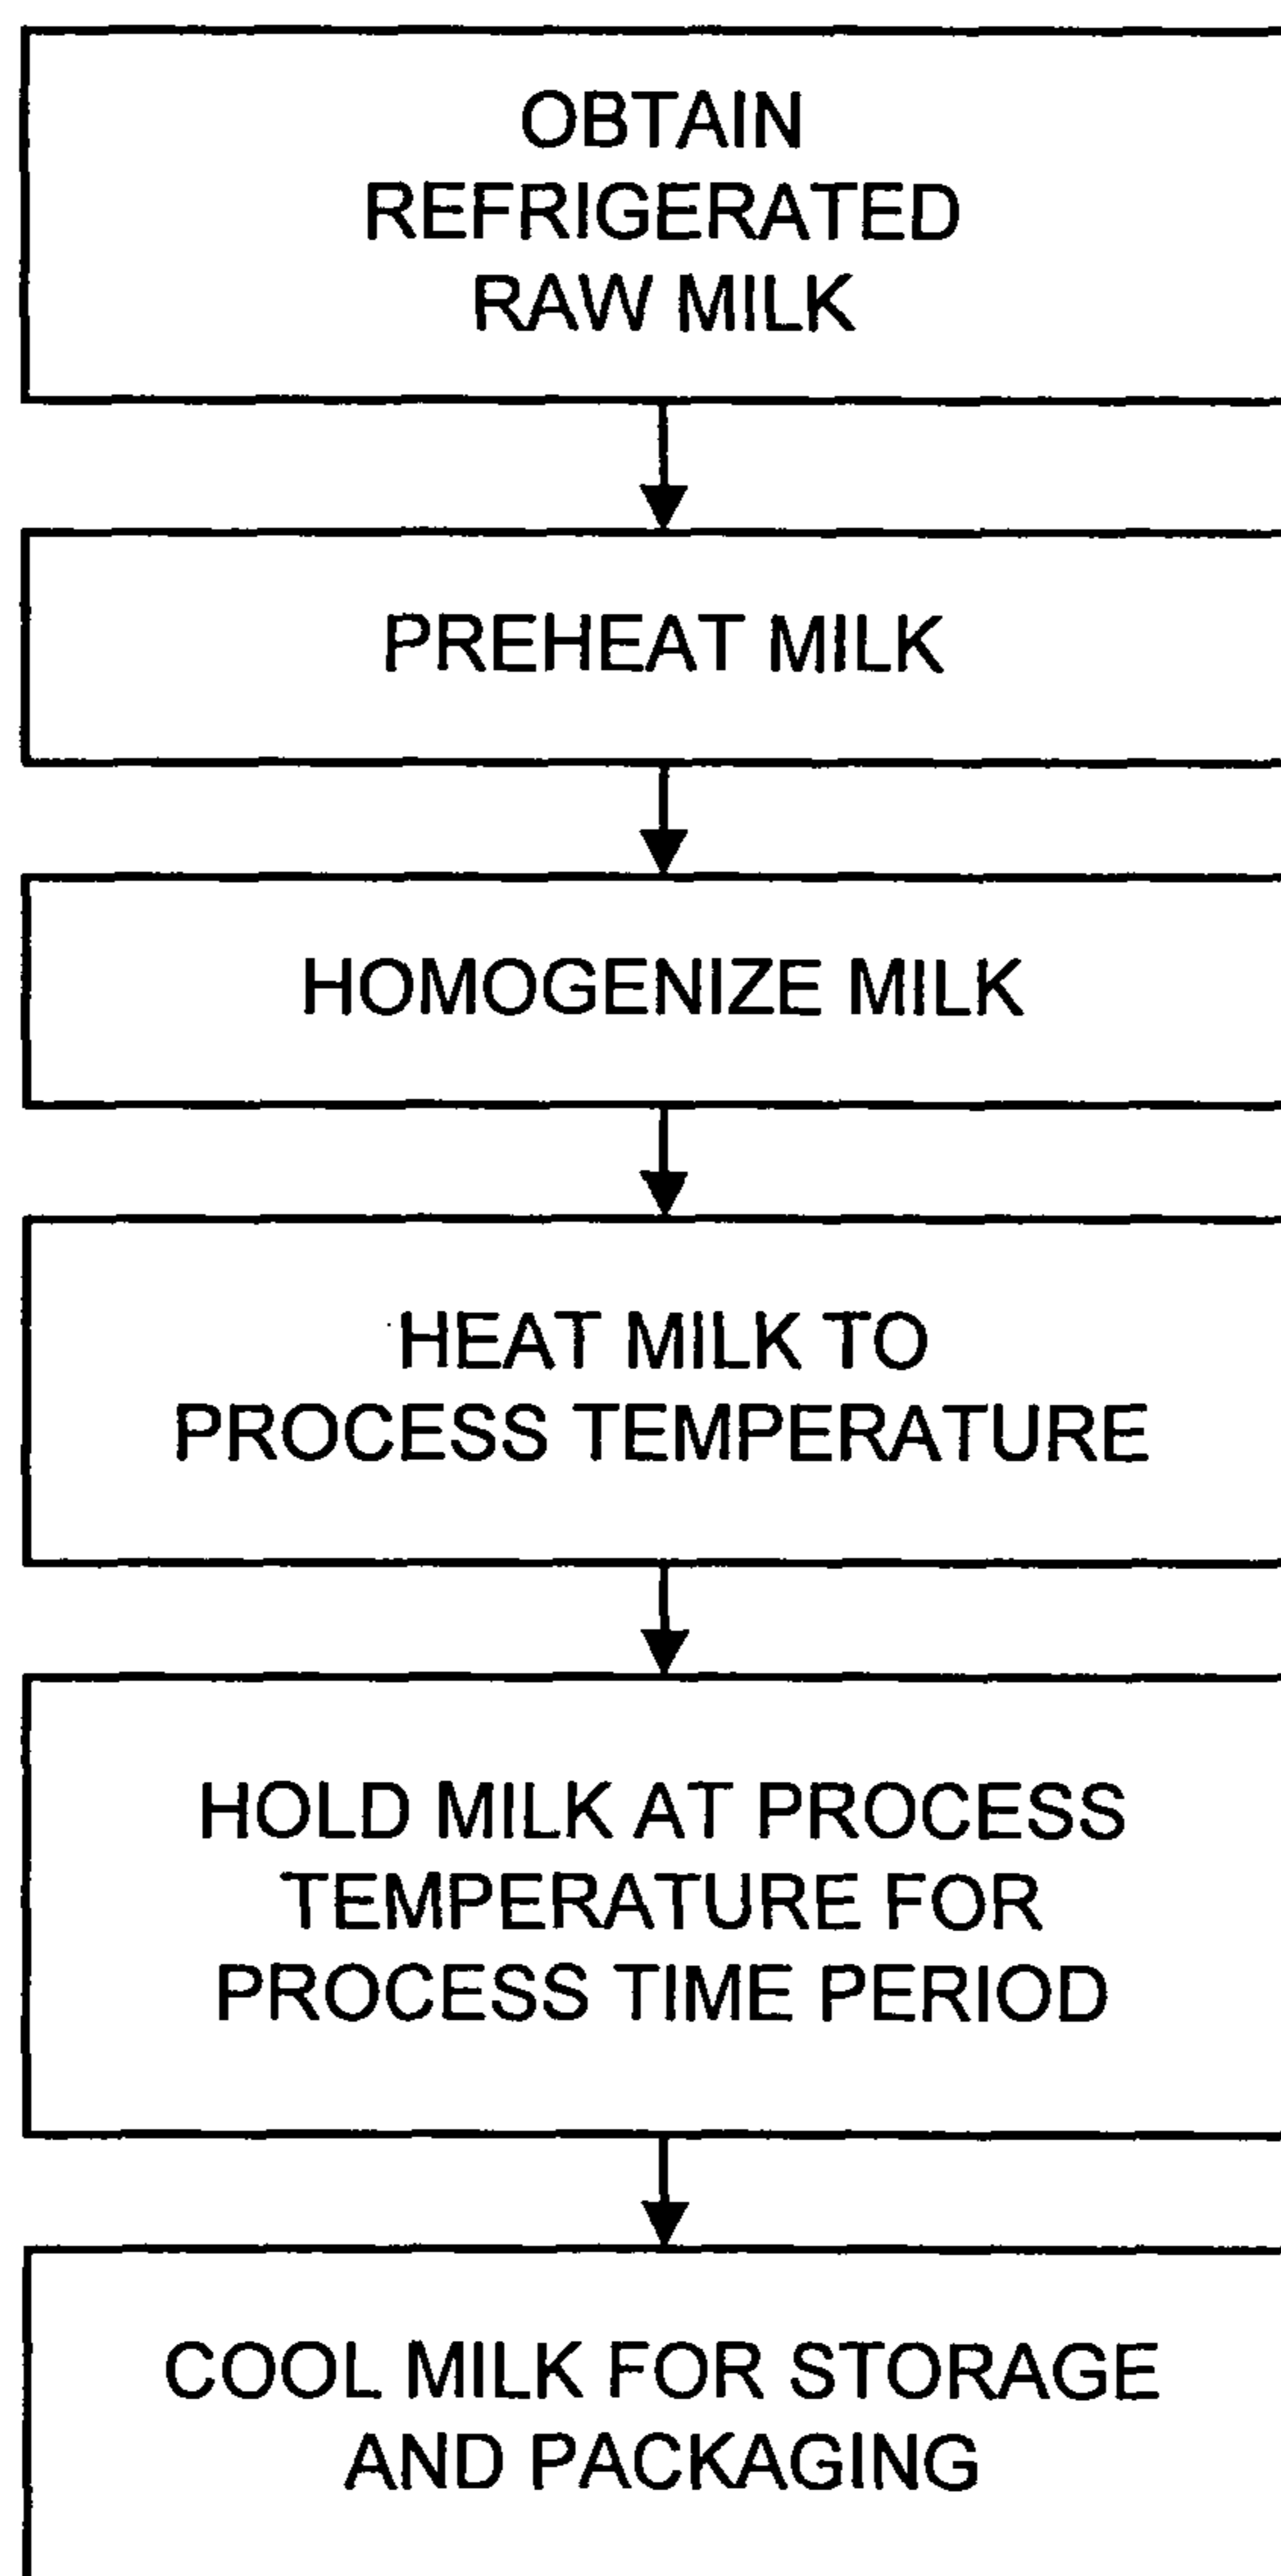 OBTAIN
REFRIGERATED
RAW MILK
PREHEAT MILK
HOMOGENIZE MILK
HEAT MILK TO
PROCESS TEMPERATURE
HOLD MILK AT PROCESS
TEMPERATURE FOR
PROCESS TIME PERIOD
COOL MILK FOR STORAGE
AND PACKAGING